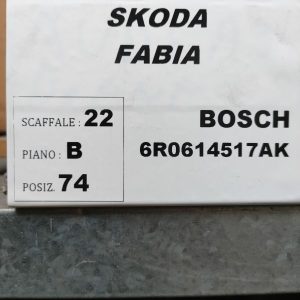 SKODA
FABIA
SCAFFALE : 22
PIANO : B
POSIZ. 74
BOSCH
6R0614517AK